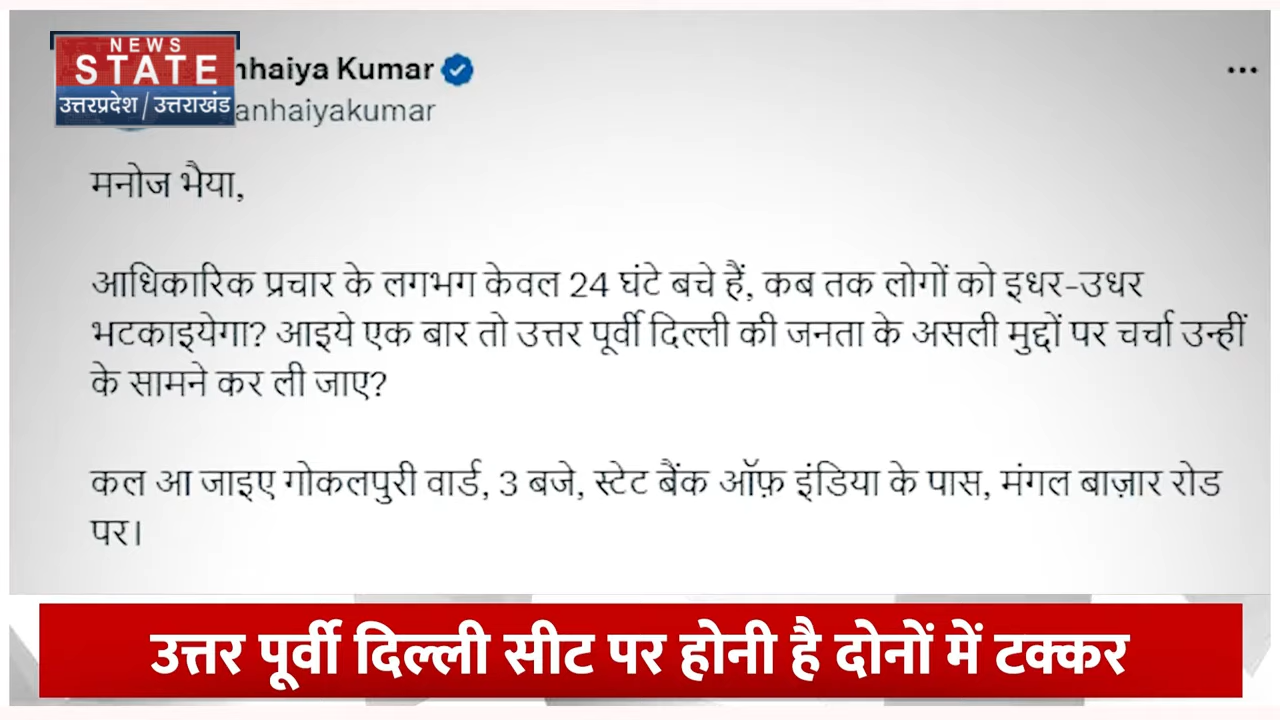 NEWS
STATE
उत्तरप्रदेश / उत्तराखंड
nhaiya Kumar
anhaiyakumar
मनोज भैया,
आधिकारिक प्रचार के लगभग केवल 24 घंटे बचे हैं, कब तक लोगों को इधर-उधर
भटकाइयेगा? आइये एक बार तो उत्तर पूर्वी दिल्ली की जनता के असली मुद्दों पर चर्चा उन्हीं
के सामने कर ली जाए?
कल आ जाइए गोकलपुरी वार्ड, 3 बजे, स्टेट बैंक ऑफ़ इंडिया के पास, मंगल बाज़ार रोड
पर।
उत्तर पूर्वी दिल्ली सीट पर होनी है दोनों में टक्कर